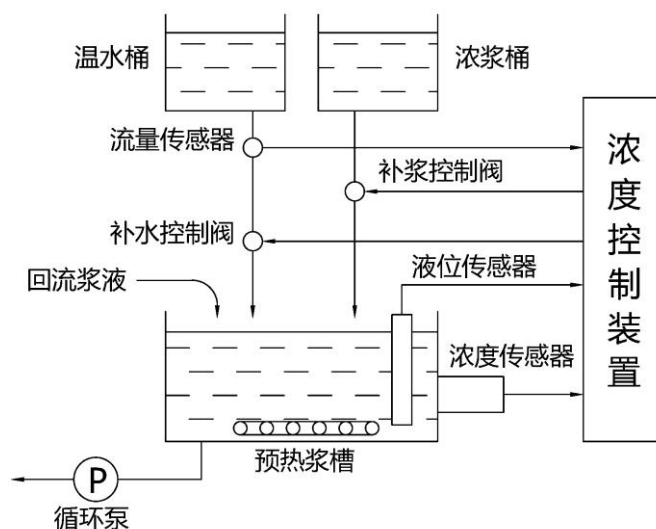 温水桶
浓浆桶
流量传感器
补浆控制阀
补水控制阀
液位传感器
回流浆液
浓度传感器
预热浆槽
P
循环泵
浓度控制装置